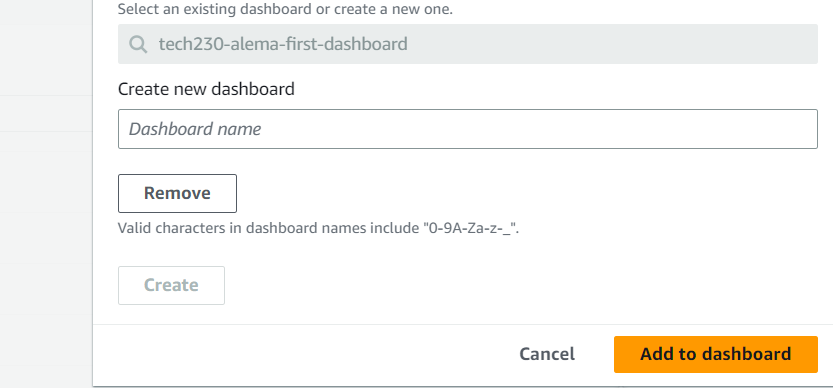 Select an existing dashboard or create a new one.
tech230-alema-first-dashboard
Create new dashboard
Dashboard name
Remove
Valid characters in dashboard names include "0-9A-Za-z-_".
Create
Cancel
Add to dashboard